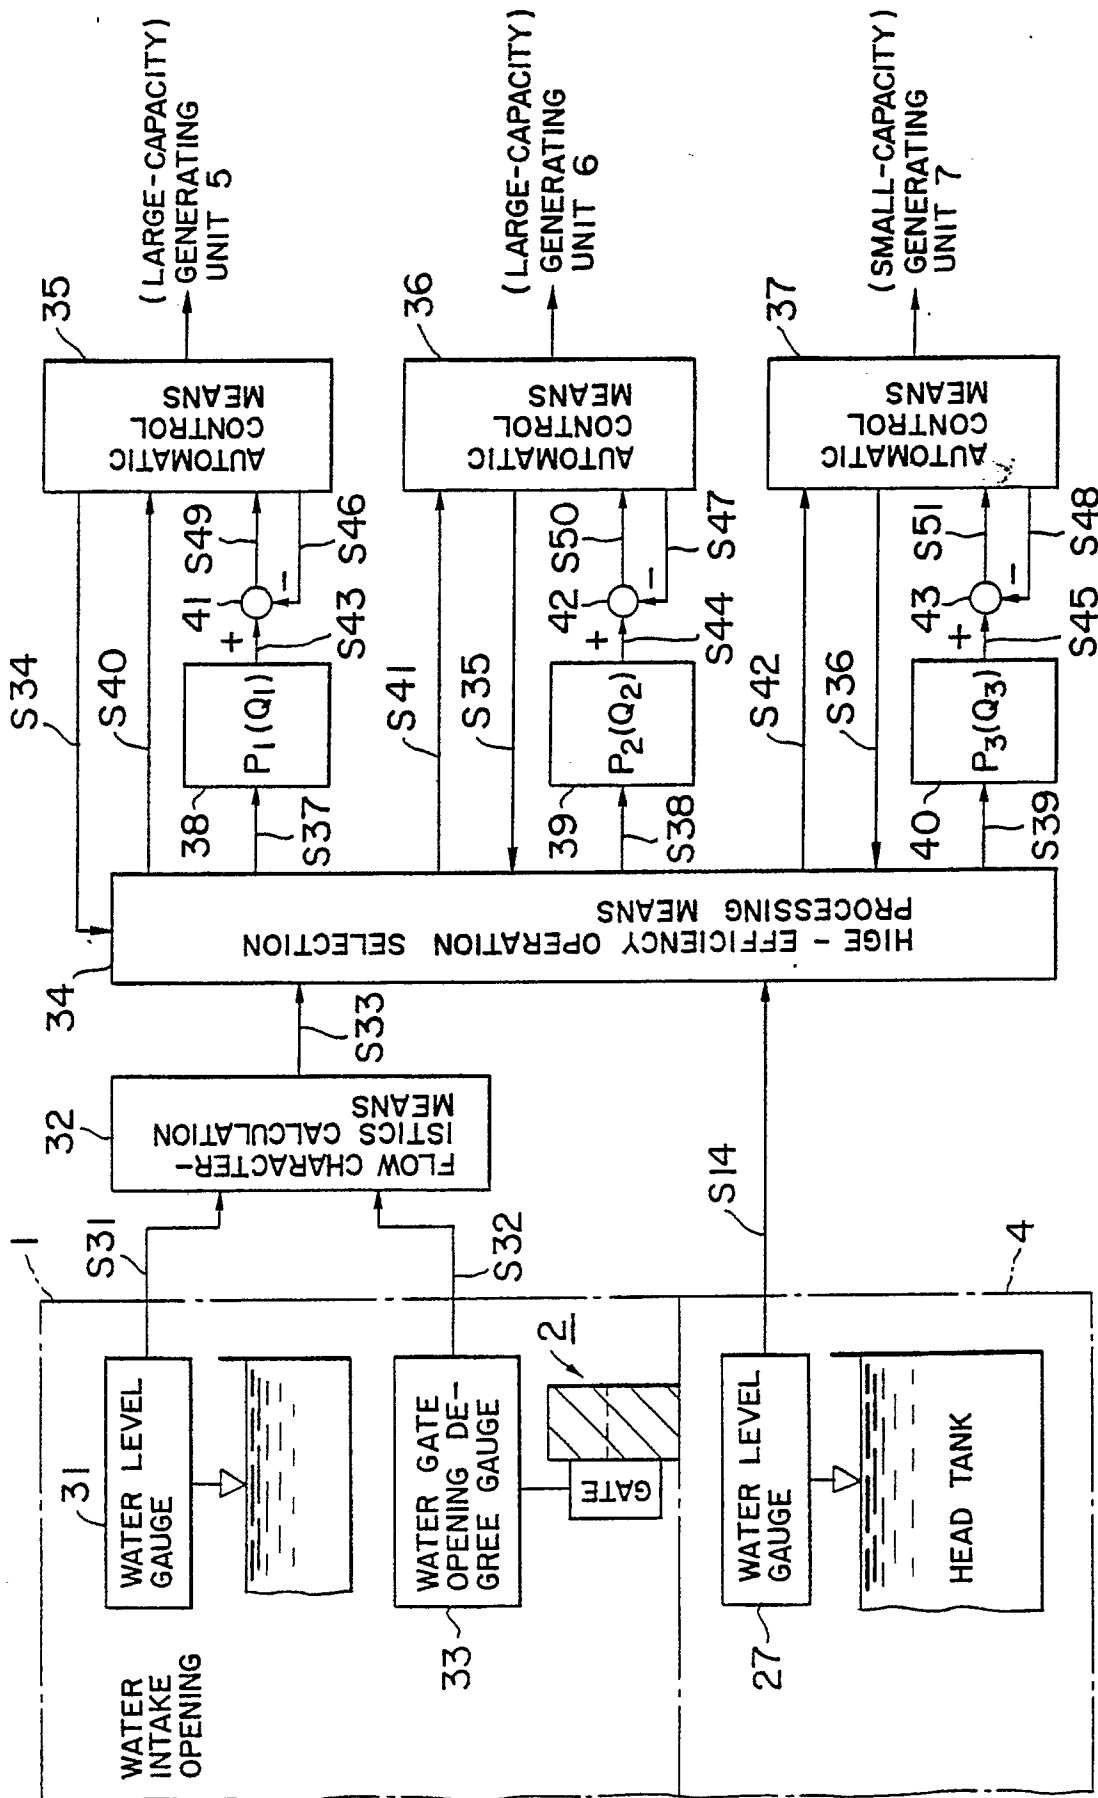 WATER
INTAKE
OPENING
1
31
WATER LEVEL
GAUGE
S31
33
WATER GATE
OPENING DE-
GREE GAUGE
S32
GATE
2
27
WATER LEVEL
GAUGE
HEAD TANK
S14
4
32
FLOW CHARACTER-
ISTICS CALCULATION
MEANS
S33
34
HIGE-EFFICIENCY OPERATION SELECTION
PROCESSING MEANS
S34
S40
38
P1(Q1)
S37
+
41
-
S43
S49
S46
35
AUTOMATIC
CONTROL
MEANS
(LARGE-CAPACITY)
GENERATING
UNIT 5
S41
S35
39
P2(Q2)
S38
+
42
-
S44
S50
S47
36
AUTOMATIC
CONTROL
MEANS
(LARGE-CAPACITY)
GENERATING
UNIT 6
S42
S36
40
P3(Q3)
S39
+
43
-
S45
S51
S48
37
AUTOMATIC
CONTROL
MEANS
(SMALL-CAPACITY)
GENERATING
UNIT 7